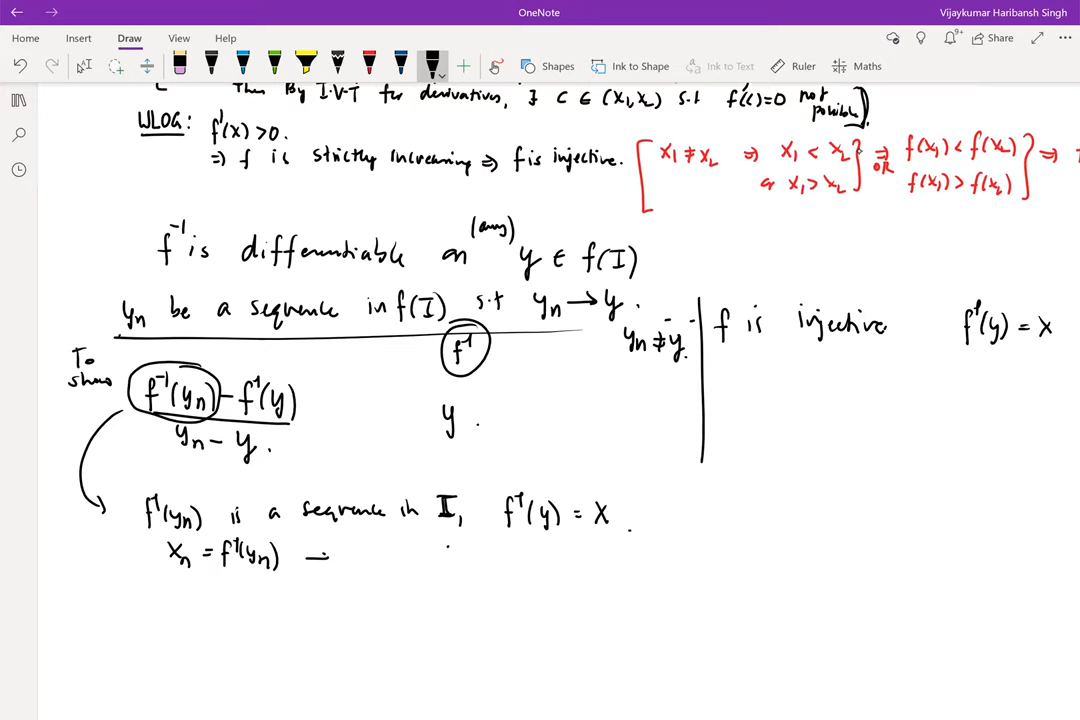 OneNote
Vijaykumar Haribansh Singh
Home Insert Draw View Help
9+
Share
Shapes Ink to Shape Ink to Text Ruler Maths
Then By I.V.T for derivatives, ∃ c ∈ (x₁,x₂) s.t f'(c)=0 not possible].
WLOG: f'(x) > 0.
⇒ f is strictly increasing ⇒ f is injective. [ x₁ ≠ x₂ ⇒ x₁ < x₂ ⇒ f(x₁) < f(x₂) ⇒
or x₁ > x₂ OR f(x₁) > f(x₂)
f⁻¹ is differentiable on (any) y ∈ f(I)
yn be a sequence in f(I) s.t yn → y.
yn ≠ y.
f is injective f⁻¹(y) = x
To show
f⁻¹(yn) - f⁻¹(y)
yn - y.
f⁻¹
y.
f⁻¹(yn) is a sequence in I, f⁻¹(y) = x.
xn = f⁻¹(yn)